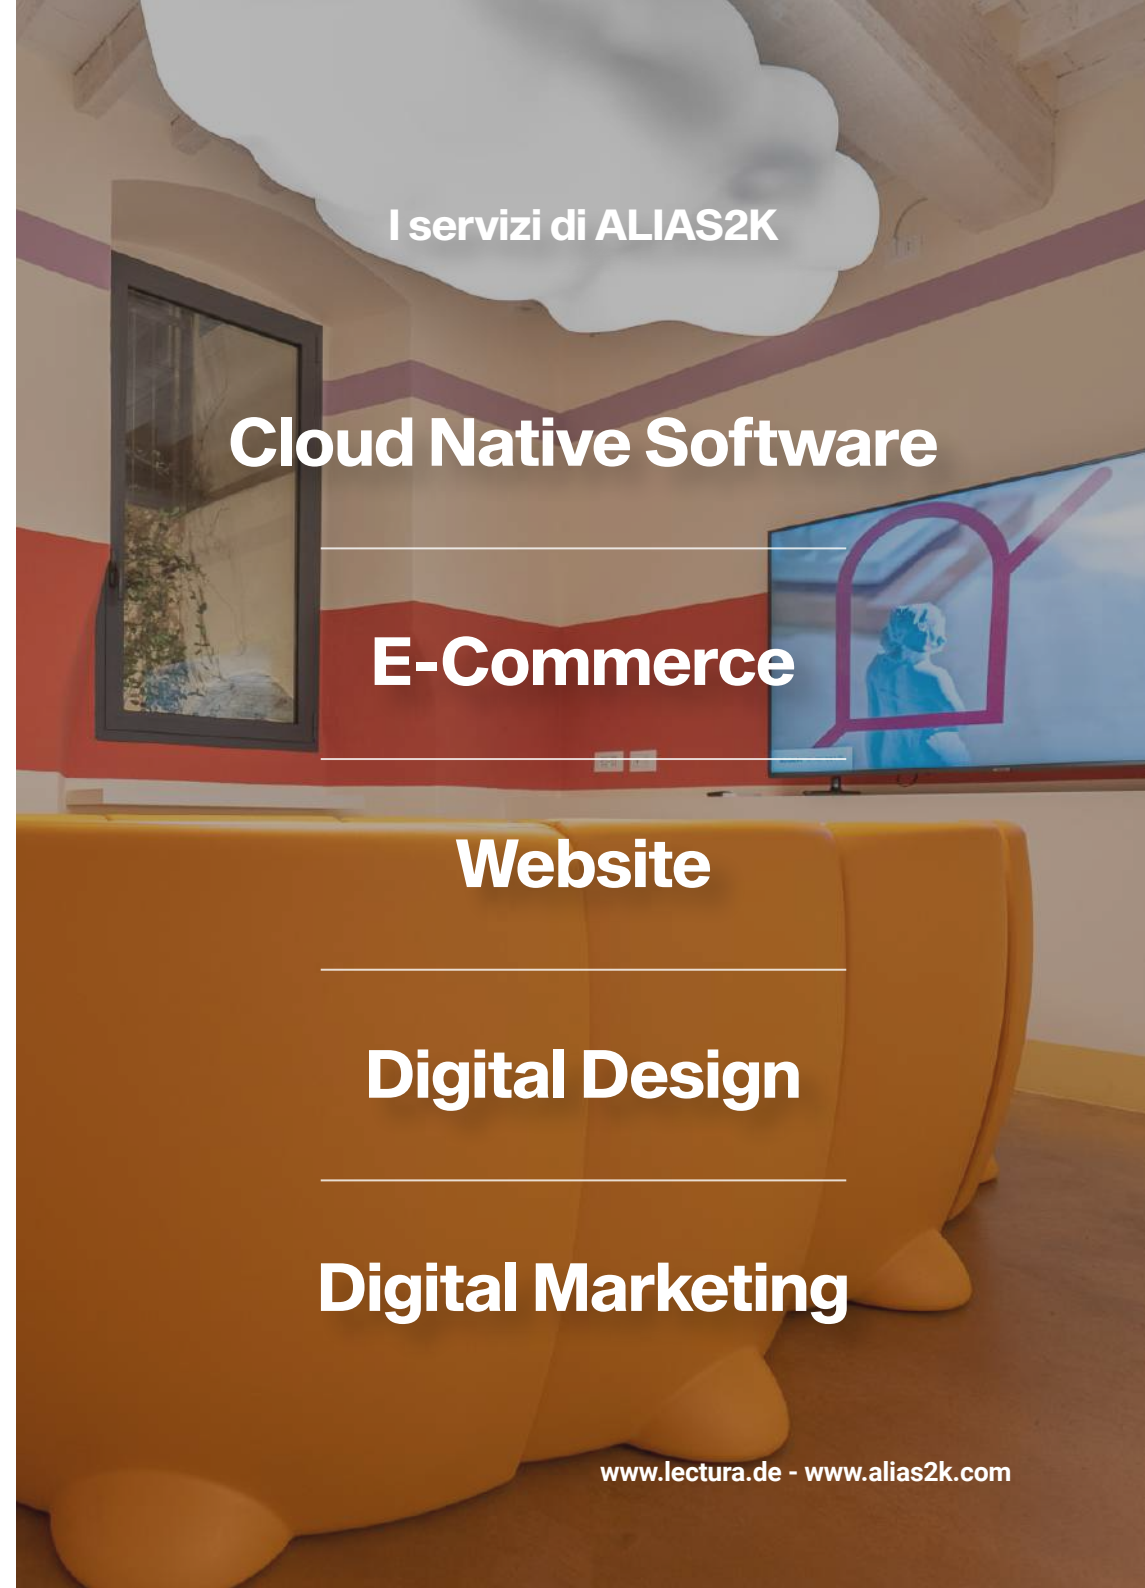 I servizi di ALIAS2K
Cloud Native Software
E-Commerce
Website
Digital Design
Digital Marketing
www.lectura.de - www.alias2k.com